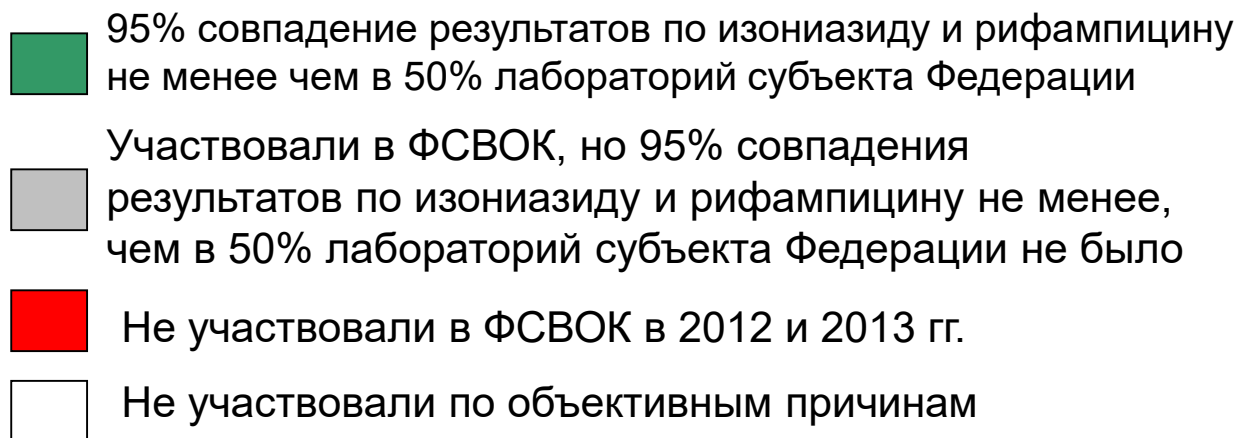 95% совпадение результатов по изониазиду и рифампицину
не менее чем в 50% лабораторий субъекта Федерации
Участвовали в ФСВОК, но 95% совпадения
результатов по изониазиду и рифампицину не менее,
чем в 50% лабораторий субъекта Федерации не было
Не участвовали в ФСВОК в 2012 и 2013 гг.
Не участвовали по объективным причинам